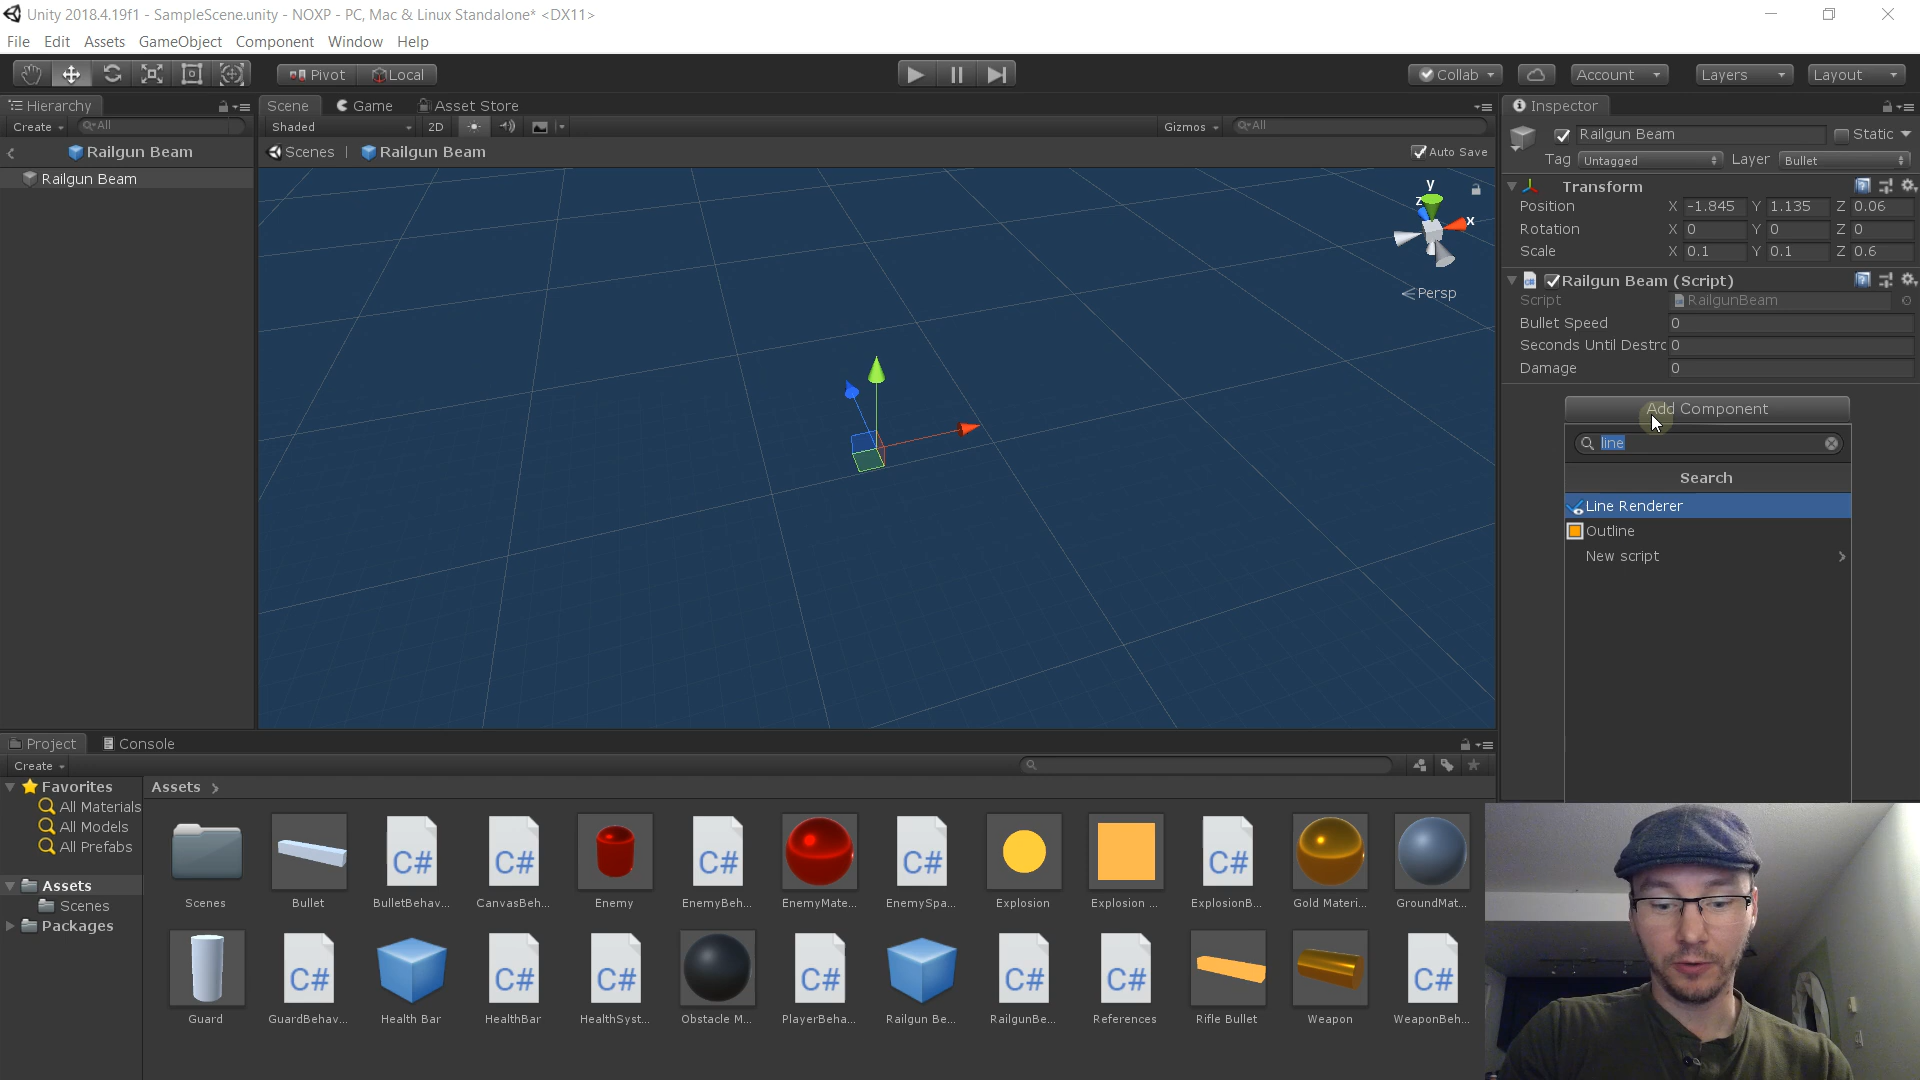 Unity 2018.4.19f1 - SampleScene.unity - NOXP - PC, Mac & Linux Standalone* <DX11>
File Edit Assets GameObject Component Window Help
Pivot Local Collab Account Layers Layout
Hierarchy Scene Game Asset Store Inspector
Create All Shaded 2D Gizmos All
Railgun Beam Static
Tag Untagged Layer Bullet
Railgun Beam Scenes | Railgun Beam Auto Save
Railgun Beam
Transform
Position X -1.845 Y 1.135 Z 0.06
Rotation X 0 Y 0 Z 0
Scale X 0.1 Y 0.1 Z 0.6
y
z
x
Persp
Railgun Beam (Script)
Script RailgunBeam
Bullet Speed 0
Seconds Until Destrc 0
Damage 0
Add Component
line
Search
Line Renderer
Outline
New script
Project Console
Create
Favorites
All Materials
All Models
All Prefabs
Assets
Scenes
Packages
Assets
C# C# C# C# C#
Scenes Bullet BulletBehav... CanvasBeh... Enemy EnemyBeh... EnemyMate... EnemySpa... Explosion Explosion ... ExplosionB... Gold Materi... GroundMat...
C# C# C# C# C# C# C#
Guard GuardBehav... Health Bar HealthBar HealthSyst... Obstacle M... PlayerBeha... Railgun Be... RailgunBe... References Rifle Bullet Weapon WeaponBeh...